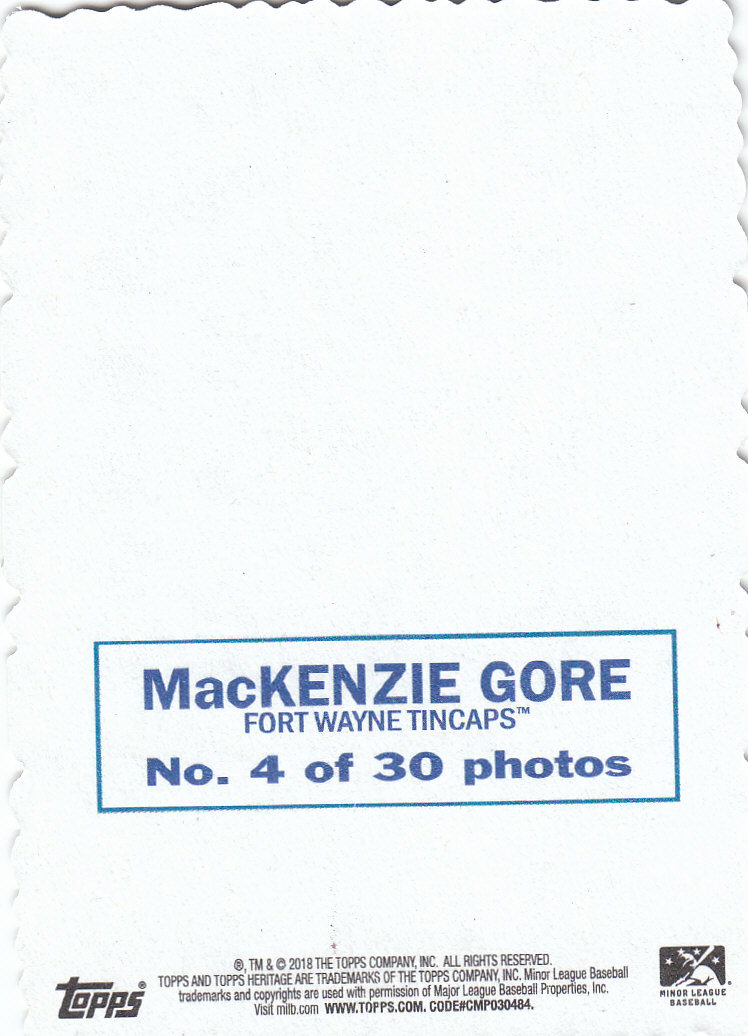 MacKENZIE GORE
FORT WAYNE TINCAPS™
No. 4 of 30 photos
®, TM & © 2018 THE TOPPS COMPANY, INC. ALL RIGHTS RESERVED.
TOPPS AND TOPPS HERITAGE ARE TRADEMARKS OF THE TOPPS COMPANY, INC. Minor League Baseball
trademarks and copyrights are used with permission of Major League Baseball Properties, Inc.
Visit milb.com WWW.TOPPS.COM. CODE#CMP030484.
topps®
MINOR LEAGUE
BASEBALL®